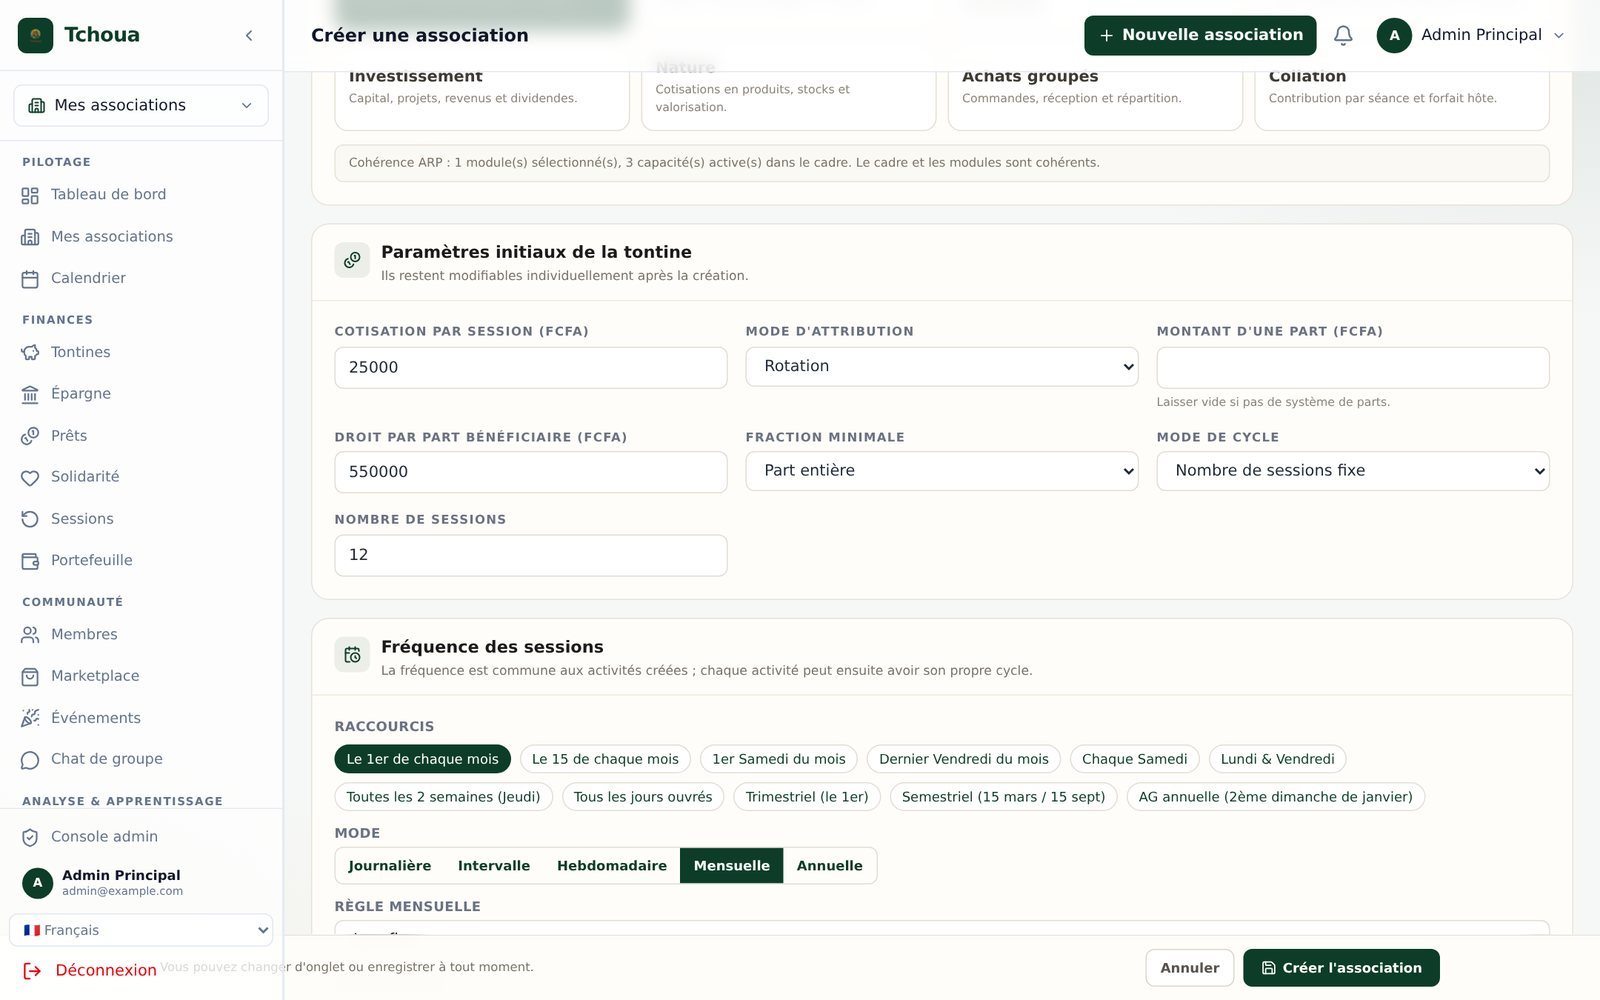 Tchoua
Créer une association
Nouvelle association
A
Admin Principal
Mes associations
PILOTAGE
Tableau de bord
Mes associations
Calendrier
FINANCES
Tontines
Épargne
Prêts
Solidarité
Sessions
Portefeuille
COMMUNAUTÉ
Membres
Marketplace
Événements
Chat de groupe
ANALYSE & APPRENTISSAGE
Console admin
A
Admin Principal
admin@example.com
Français
Déconnexion
Investissement
Capital, projets, revenus et dividendes.
Nature
Cotisations en produits, stocks et
valorisation.
Achats groupés
Commandes, réception et répartition.
Collation
Contribution par séance et forfait hôte.
Cohérence ARP : 1 module(s) sélectionné(s), 3 capacité(s) active(s) dans le cadre. Le cadre et les modules sont cohérents.
Paramètres initiaux de la tontine
Ils restent modifiables individuellement après la création.
COTISATION PAR SESSION (FCFA)
25000
MODE D'ATTRIBUTION
Rotation
MONTANT D'UNE PART (FCFA)
Laisser vide si pas de système de parts.
DROIT PAR PART BÉNÉFICIAIRE (FCFA)
550000
FRACTION MINIMALE
Part entière
MODE DE CYCLE
Nombre de sessions fixe
NOMBRE DE SESSIONS
12
Fréquence des sessions
La fréquence est commune aux activités créées ; chaque activité peut ensuite avoir son propre cycle.
RACCOURCIS
Le 1er de chaque mois
Le 15 de chaque mois
1er Samedi du mois
Dernier Vendredi du mois
Chaque Samedi
Lundi & Vendredi
Toutes les 2 semaines (Jeudi)
Tous les jours ouvrés
Trimestriel (le 1er)
Semestriel (15 mars / 15 sept)
AG annuelle (2ème dimanche de janvier)
MODE
Journalière
Intervalle
Hebdomadaire
Mensuelle
Annuelle
RÈGLE MENSUELLE
Vous pouvez changer d'onglet ou enregistrer à tout moment.
Annuler
Créer l'association